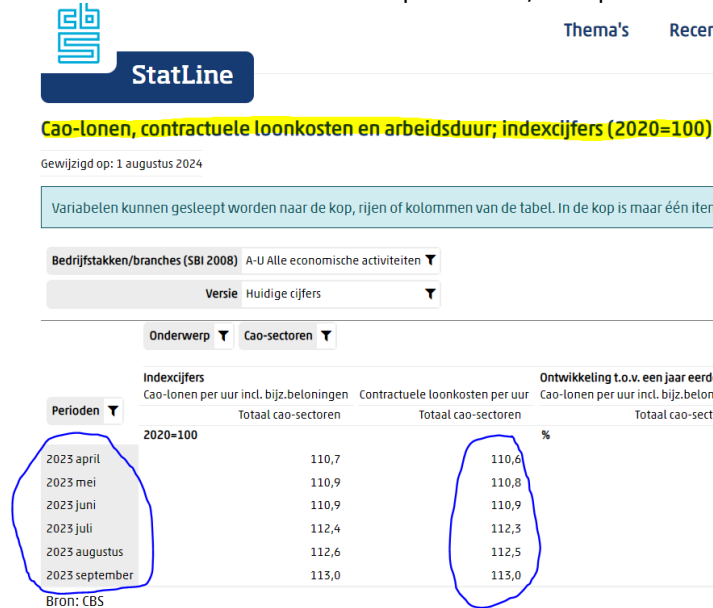 cbs
Thema's Recen
StatLine
Cao-lonen, contractuele loonkosten en arbeidsduur; indexcijfers (2020=100)
Gewijzigd op: 1 augustus 2024
Variabelen kunnen gesleept worden naar de kop, rijen of kolommen van de tabel. In de kop is maar één iter
Bedrijfstakken/branches (SBI 2008) A-U Alle economische activiteiten
Versie Huidige cijfers
Onderwerp Cao-sectoren
Indexcijfers Ontwikkeling t.o.v. een jaar eerde
Cao-lonen per uur incl. bijz.beloningen Contractuele loonkosten per uur Cao-lonen per uur incl. bijz.belon
Perioden
Totaal cao-sectoren Totaal cao-sectoren Totaal cao-sect
2020=100 %
2023 april 110,7 110,6
2023 mei 110,9 110,8
2023 juni 110,9 110,9
2023 juli 112,4 112,3
2023 augustus 112,6 112,5
2023 september 113,0 113,0
Bron: CBS